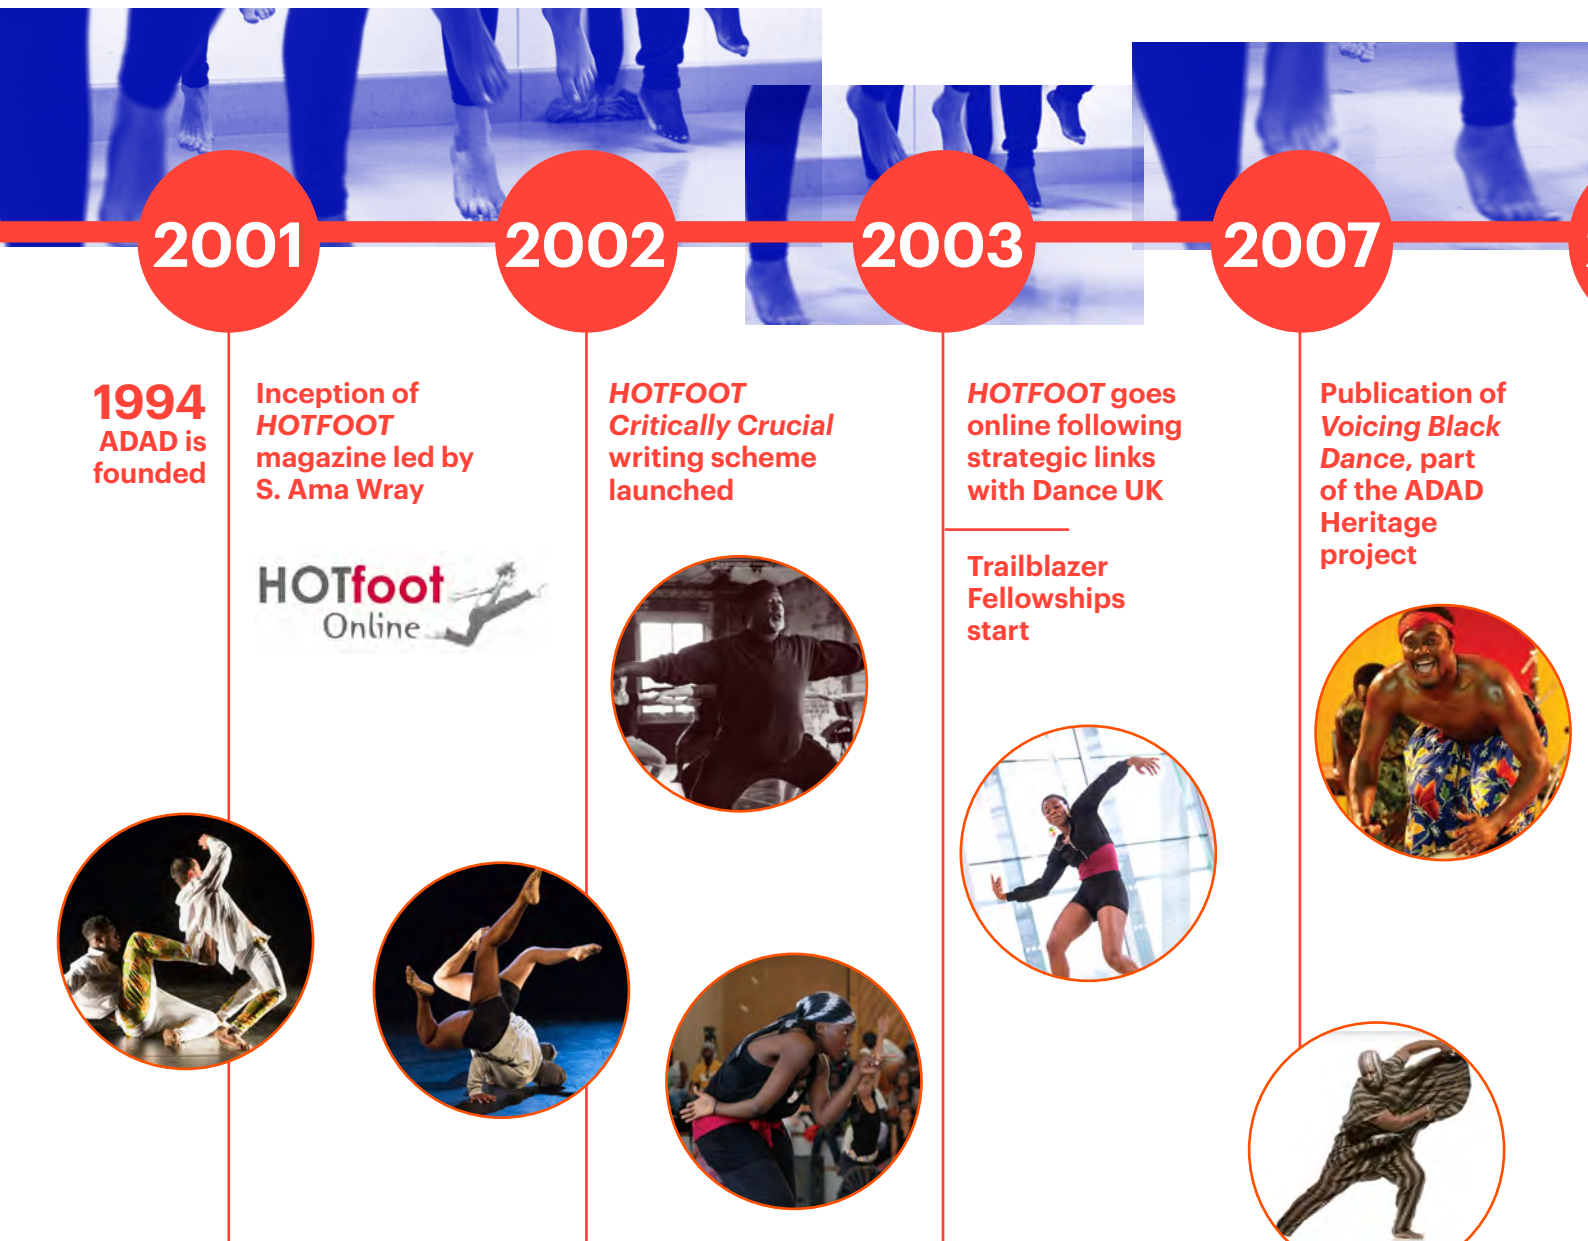 2001
2002
2003
2007
1994
ADAD is
founded
Inception of
HOTFOOT
magazine led by
S. Ama Wray
HOTfoot
Online
HOTFOOT
Critically Crucial
writing scheme
launched
HOTFOOT goes
online following
strategic links
with Dance UK
Trailblazer
Fellowships
start
Publication of
Voicing Black
Dance, part
of the ADAD
Heritage
project